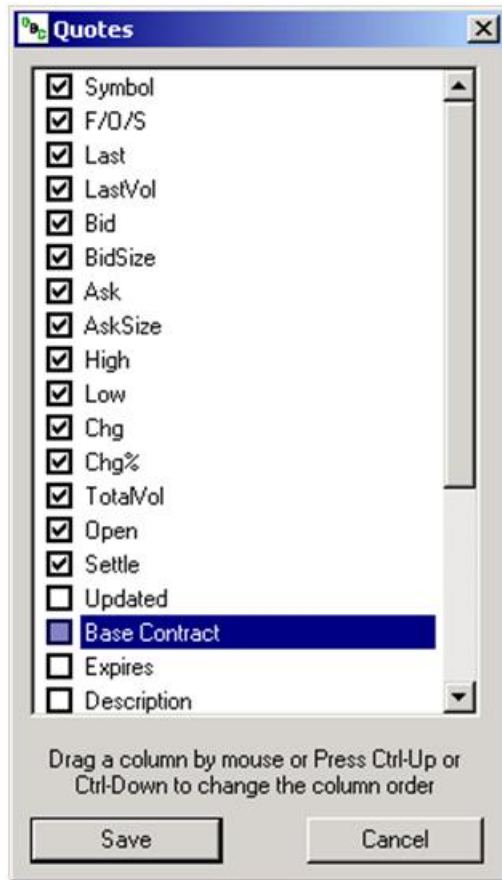 OBC Quotes
Symbol
F/O/S
Last
LastVol
Bid
BidSize
Ask
AskSize
High
Low
Chg
Chg%
TotalVol
Open
Settle
Updated
Base Contract
Expires
Description
Drag a column by mouse or Press Ctrl-Up or
Ctrl-Down to change the column order
Save Cancel